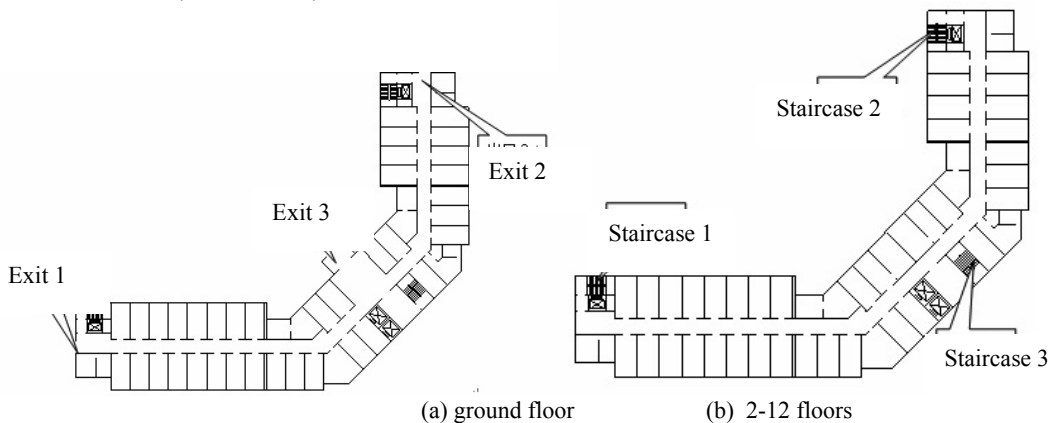 Staircase 2
Exit 2
Exit 3
Staircase 1
Exit 1
Staircase 3
(a) ground floor
(b) 2-12 floors